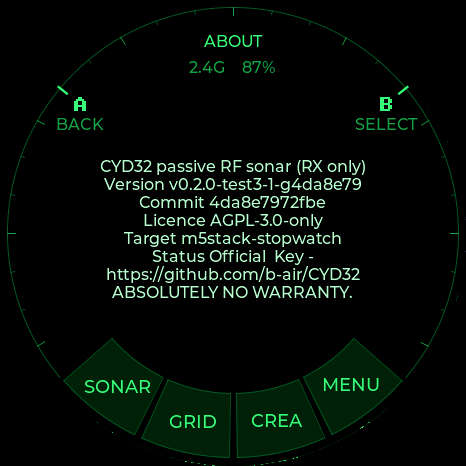 ABOUT
2.4G 87%
A B
BACK SELECT
CYD32 passive RF sonar (RX only)
Version v0.2.0-test3-1-g4da8e79
Commit 4da8e7972fbe
Licence AGPL-3.0-only
Target m5stack-stopwatch
Status Official  Key -
https://github.com/b-air/CYD32
ABSOLUTELY NO WARRANTY.
SONAR GRID CREA MENU